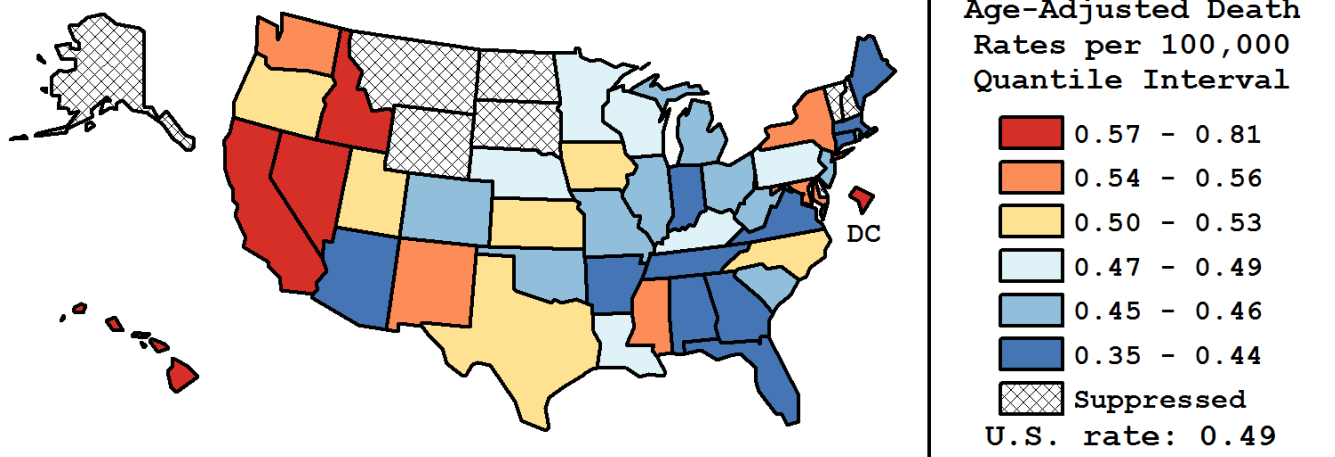 Age-Adjusted Death
Rates per 100,000
Quantile Interval
0.57 - 0.81
0.54 - 0.56
0.50 - 0.53
0.47 - 0.49
0.45 - 0.46
0.35 - 0.44
Suppressed
U.S. rate: 0.49
DC